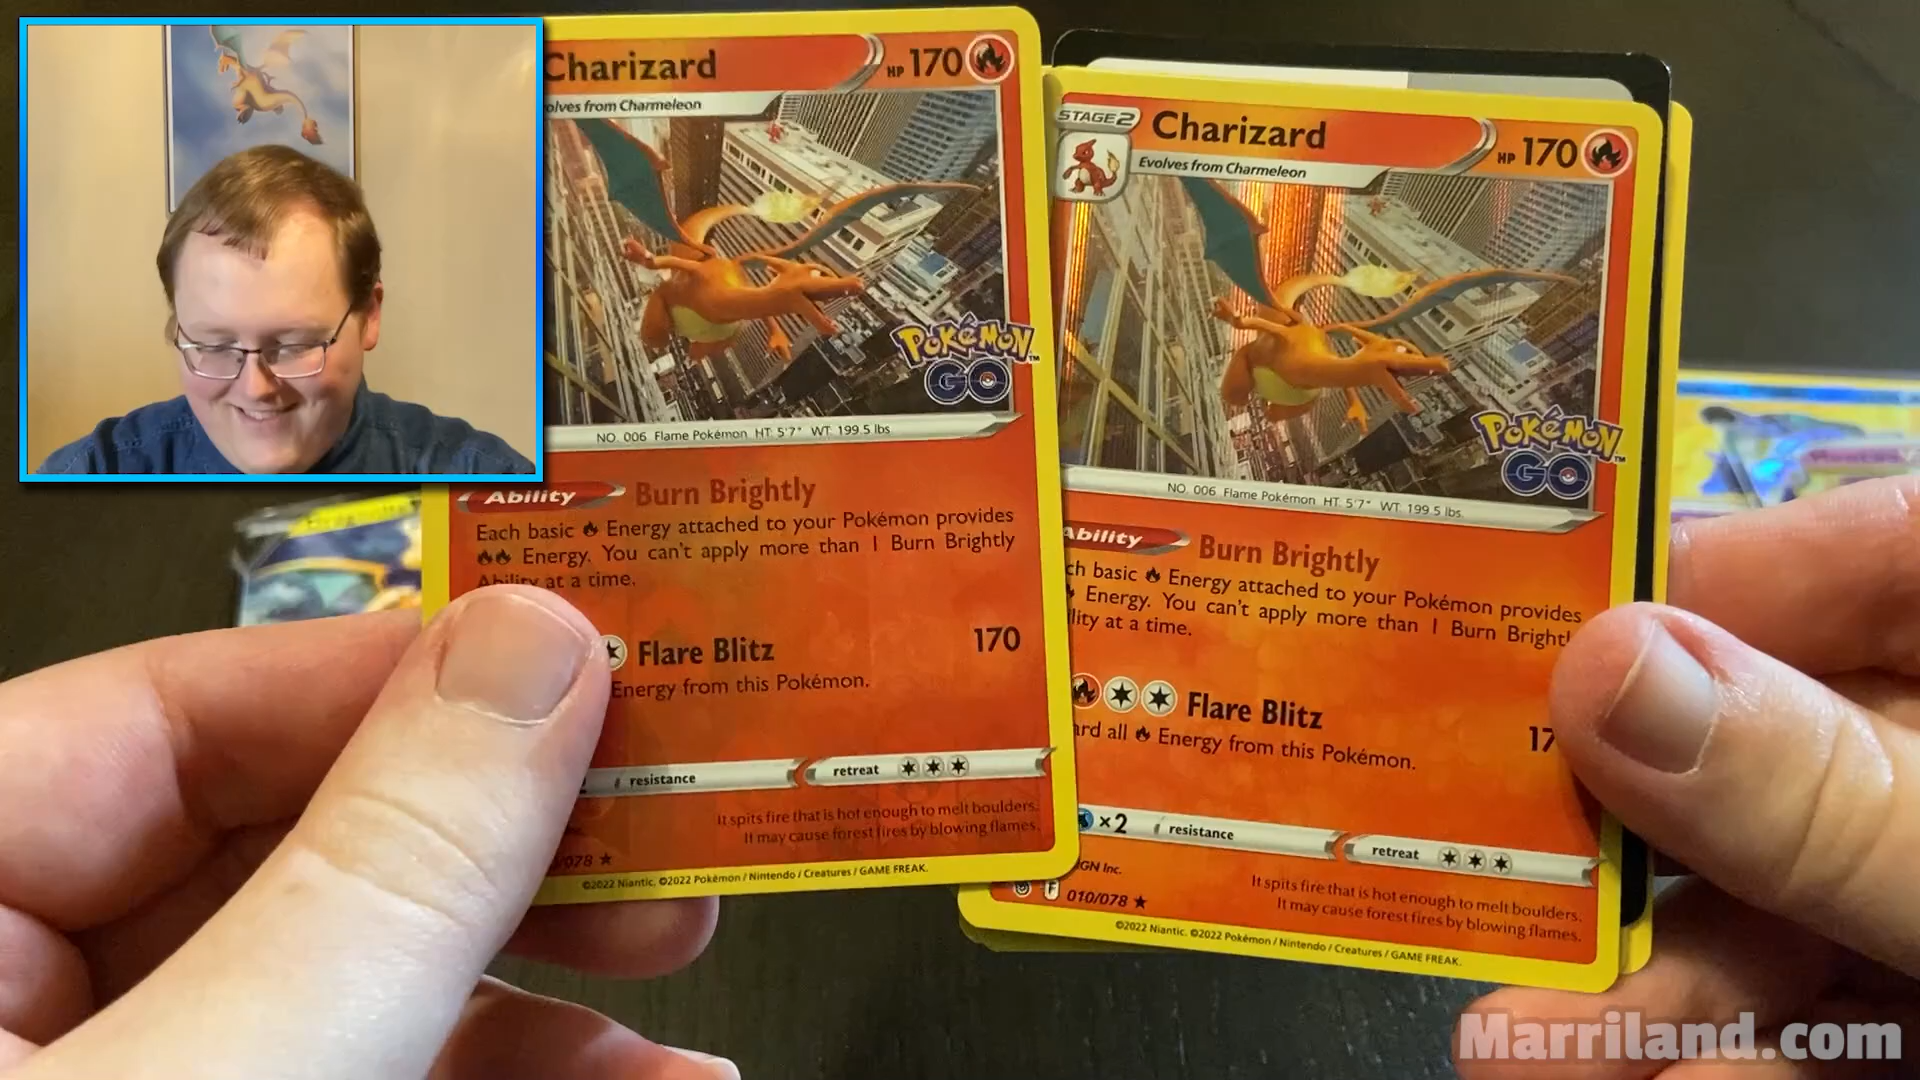 Charizard
HP 170
olves from Charmeleon
POKÉMON
GO
NO. 006 Flame Pokémon HT: 5'7" WT: 199.5 lbs.
Ability Burn Brightly
Each basic Energy attached to your Pokémon provides
Energy. You can't apply more than 1 Burn Brightly
Ability at a time.
Flare Blitz 170
Energy from this Pokémon.
resistance retreat
It spits fire that is hot enough to melt boulders.
It may cause forest fires by blowing flames.
/078
©2022 Niantic. ©2022 Pokémon / Nintendo / Creatures / GAME FREAK.
STAGE 2
Charizard
HP 170
Evolves from Charmeleon
POKÉMON
GO
NO. 006 Flame Pokémon HT: 5'7" WT: 199.5 lbs.
Ability Burn Brightly
ch basic Energy attached to your Pokémon provides
Energy. You can't apply more than 1 Burn Brightl
lity at a time.
Flare Blitz 17
rd all Energy from this Pokémon.
×2 resistance retreat
IGN Inc.
It spits fire that is hot enough to melt boulders.
It may cause forest fires by blowing flames.
F 010/078
©2022 Niantic. ©2022 Pokémon / Nintendo / Creatures / GAME FREAK.
Marriland.com